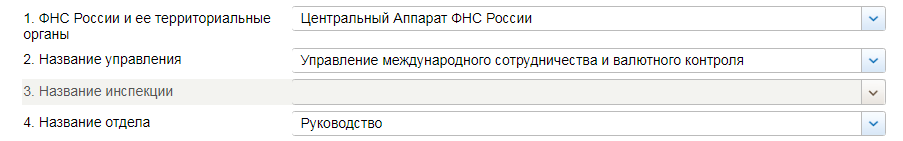 1. ФНС России и ее территориальные органы
Центральный Аппарат ФНС России
2. Название управления
Управление международного сотрудничества и валютного контроля
3. Название инспекции
4. Название отдела
Руководство